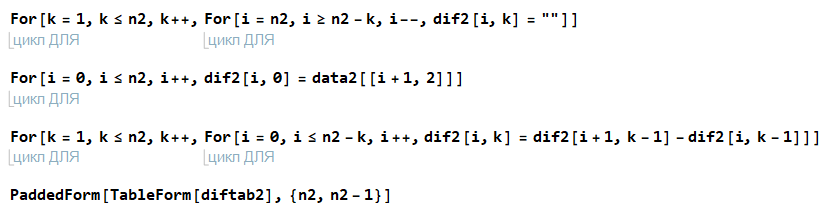 For[k = 1, k ≤ n2, k++, For[i = n2, i ≥ n2 - k, i--, dif2[i, k] = ""]]
цикл ДЛЯ цикл ДЛЯ
For[i = 0, i ≤ n2, i++, dif2[i, 0] = data2[[i + 1, 2]]]
цикл ДЛЯ
For[k = 1, k ≤ n2, k++, For[i = 0, i ≤ n2 - k, i++, dif2[i, k] = dif2[i + 1, k - 1] - dif2[i, k - 1]]]
цикл ДЛЯ цикл ДЛЯ
PaddedForm[TableForm[diftab2], {n2, n2 - 1}]